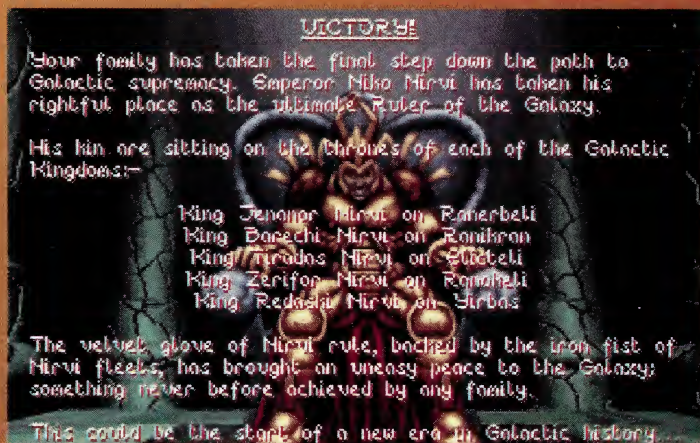 VICTORY!
Your family has taken the final step down the path to
Galactic supremacy. Emperor Niko Nirvi has taken his
rightful place as the ultimate Ruler of the Galaxy.
His kin are sitting on the thrones of each of the Galactic
Kingdoms:-
King Jenanor Nirvi on Ranerbeli
King Barechi Nirvi on Ranikran
King Nirvi on
King Zerifor Nirvi on Ramakeli
King Redashi Nirvi on Yirbas
The velvet glove of Nirvi rule, backed by the iron fist of
Nirvi fleets, has brought an uneasy peace to the Galaxy;
something never before achieved by any family.
This could be the start of a new era in Galactic history...